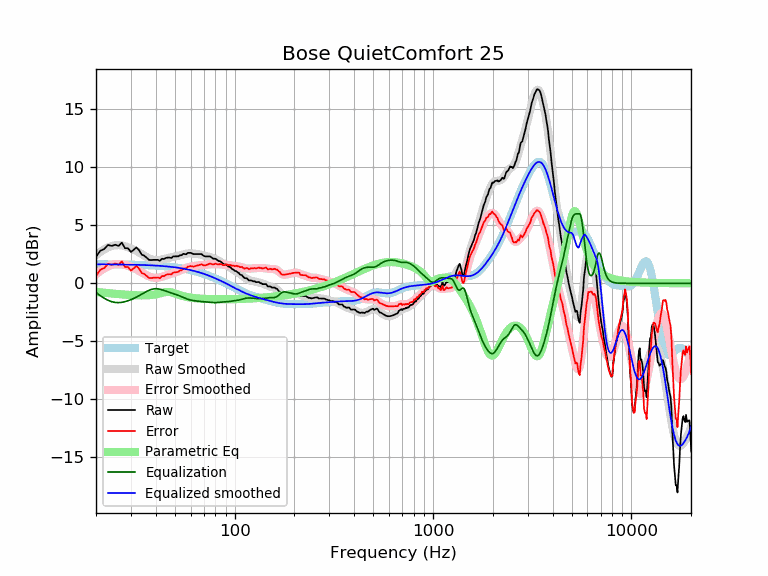 Bose QuietComfort 25
Amplitude (dBr)
15
10
5
0
−5
−10
−15
Target
Raw Smoothed
Error Smoothed
Raw
Error
Parametric Eq
Equalization
Equalized smoothed
100 1000 10000
Frequency (Hz)